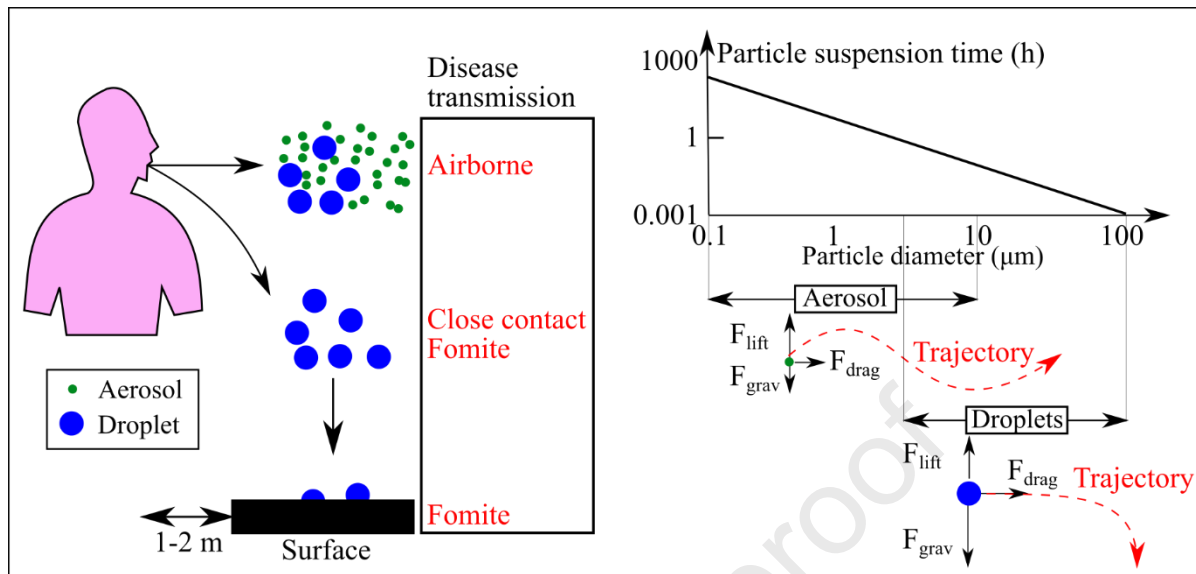 Disease
transmission
Airborne
Close contact
Fomite
Fomite
Aerosol
Droplet
1-2 m
Surface
Particle suspension time (h)
1000
1
0.001
0.1
1
10
100
Particle diameter (μm)
Aerosol
F_lift
F_grav
F_drag
Trajectory
Droplets
F_lift
F_drag
F_grav
Trajectory
proof